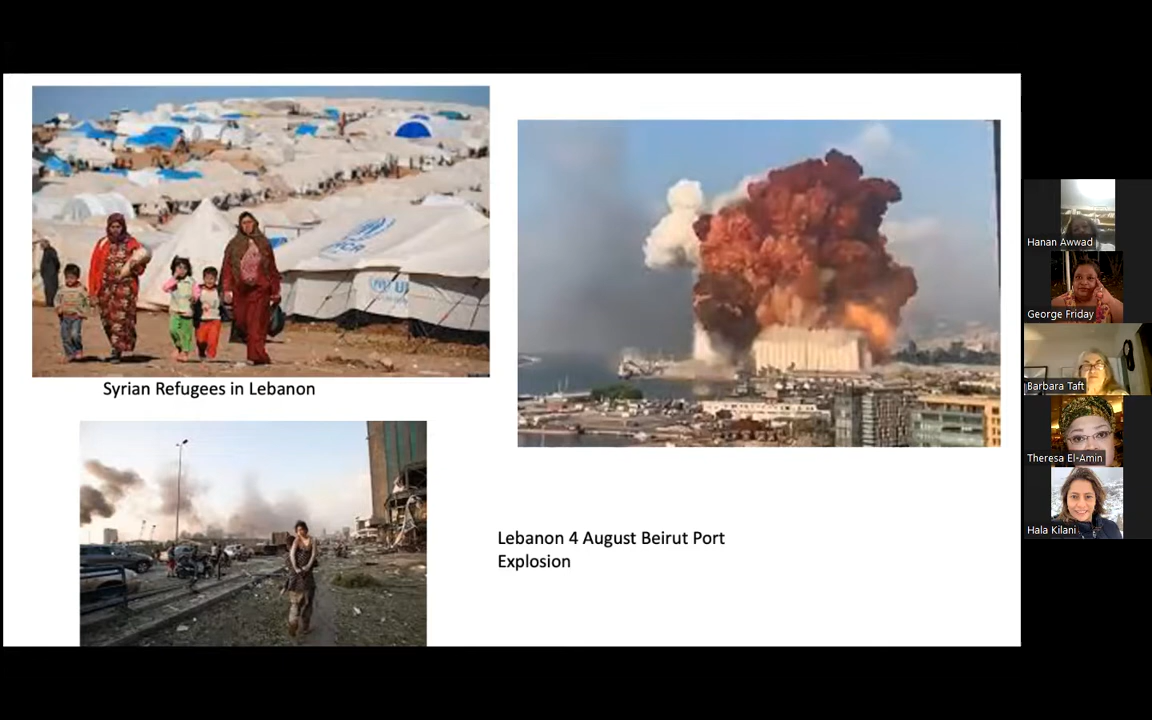 UNHCR
Syrian Refugees in Lebanon
Lebanon 4 August Beirut Port
Explosion
Hanan Awwad
George Friday
Barbara Taft
Theresa El-Amin
Hala Kilani